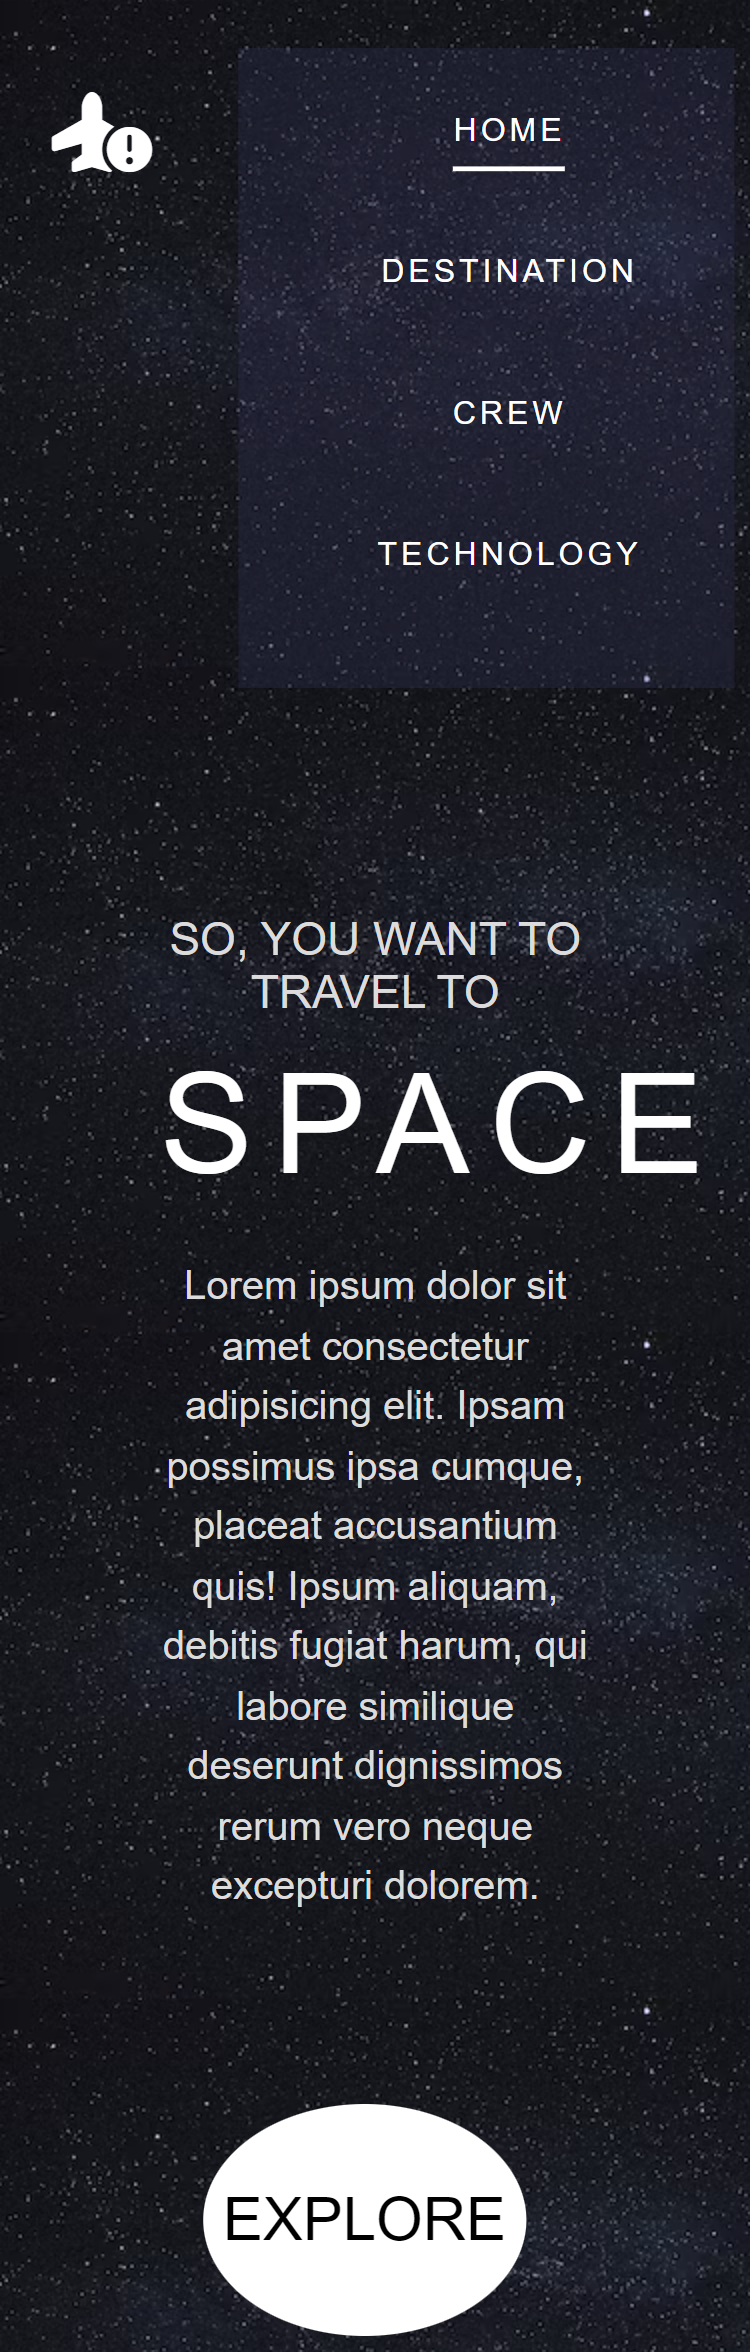 HOME
DESTINATION
CREW
TECHNOLOGY
SO, YOU WANT TO
TRAVEL TO
SPACE
Lorem ipsum dolor sit
amet consectetur
adipisicing elit. Ipsam
possimus ipsa cumque,
placeat accusantium
quis! Ipsum aliquam,
debitis fugiat harum, qui
labore similique
deserunt dignissimos
rerum vero neque
excepturi dolorem.
EXPLORE